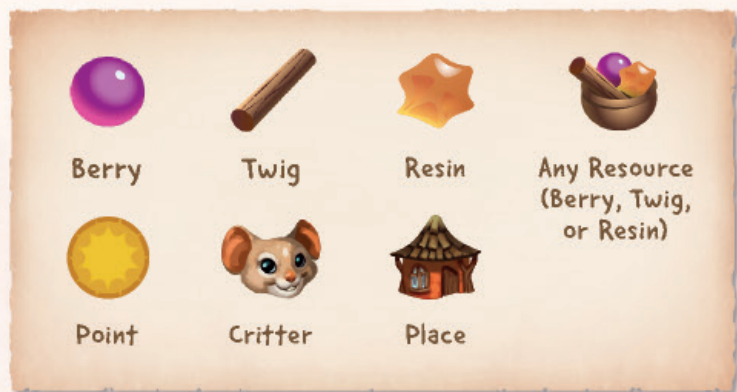 Berry
Twig
Resin
Any Resource
(Berry, Twig,
or Resin)
Point
Critter
Place